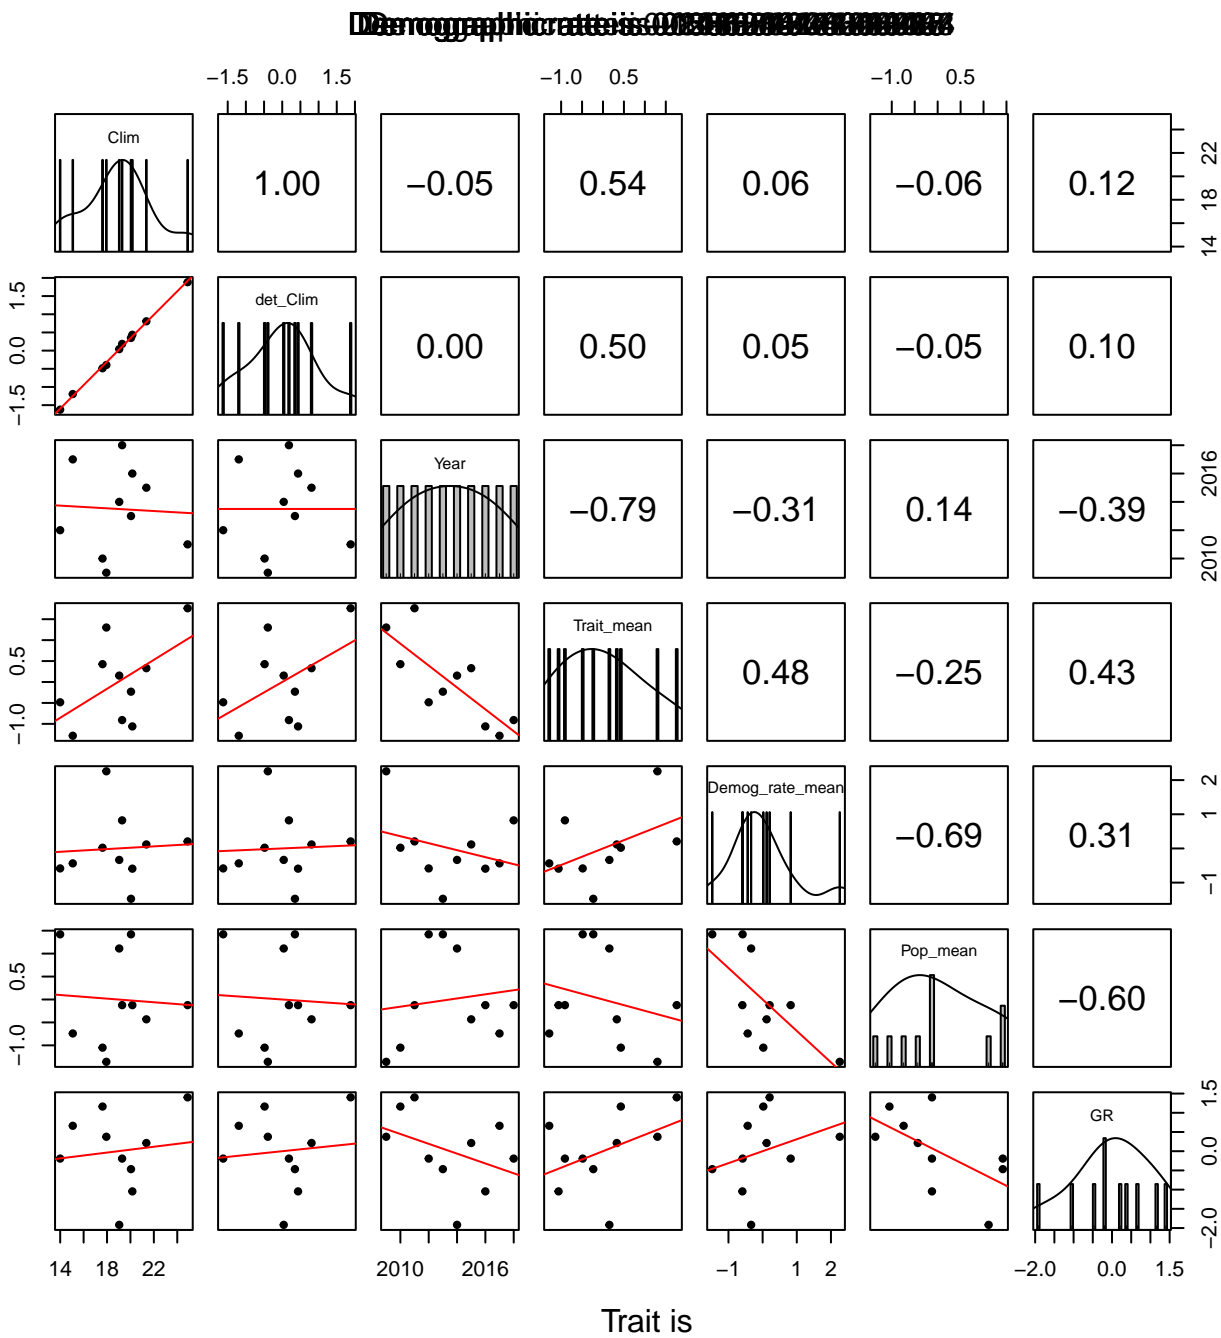 Demographic rate is
−1.5 0.0 1.5 −1.0 0.5 −1.0 0.5
Clim 1.00 −0.05 0.54 0.06 −0.06 0.12 14 18 22
−1.5 0.0 1.5 det_Clim 0.00 0.50 0.05 −0.05 0.10
Year −0.79 −0.31 0.14 −0.39 2010 2016
−1.0 0.5 Trait_mean 0.48 −0.25 0.43
Demog_rate_mean −0.69 0.31 −1 1 2
−1.0 0.5 Pop_mean −0.60
GR −2.0 0.0 1.5
14 18 22 2010 2016 −1 1 2 −2.0 0.0 1.5
Trait is